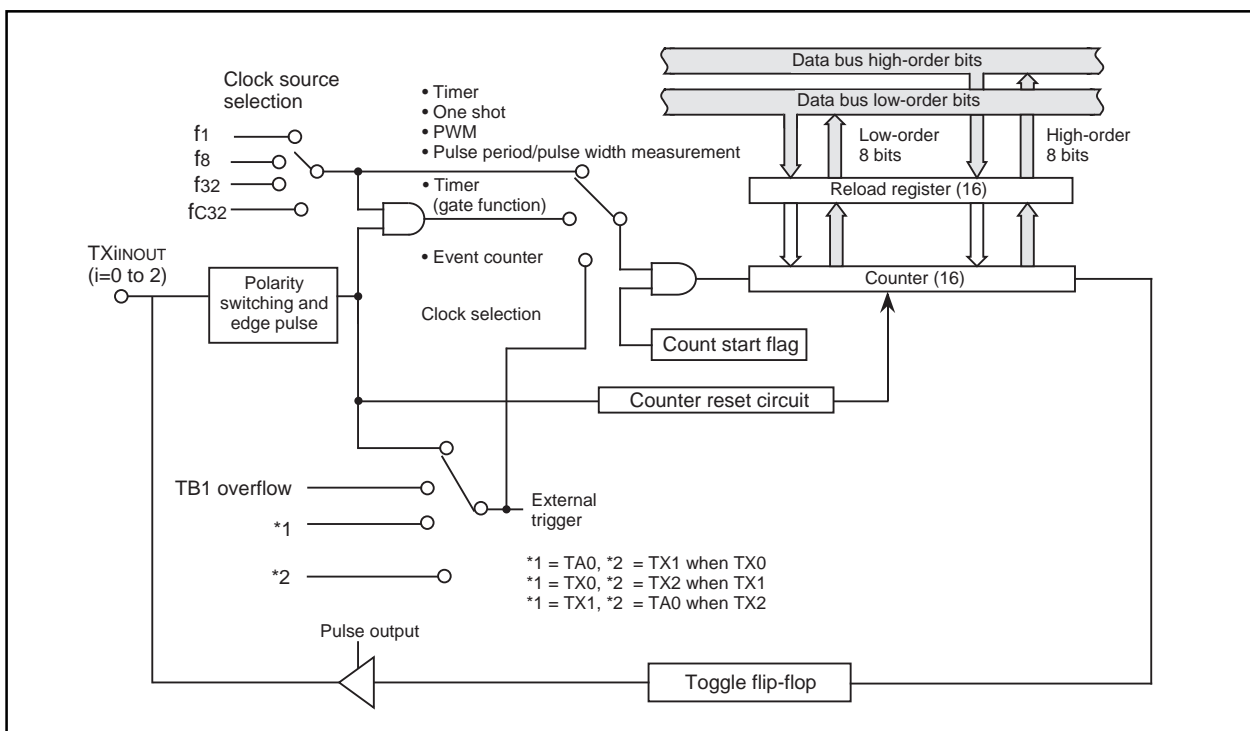 Data bus high-order bits
Data bus low-order bits
Clock source
selection
• Timer
• One shot
• PWM
• Pulse period/pulse width measurement
f1
f8
f32
fC32
Low-order
8 bits
High-order
8 bits
Reload register (16)
• Timer
(gate function)
TXiINOUT
(i=0 to 2)
• Event counter
Polarity
switching and
edge pulse
Counter (16)
Clock selection
Count start flag
Counter reset circuit
TB1 overflow
*1
*2
External
trigger
*1 = TA0, *2 = TX1 when TX0
*1 = TX0, *2 = TX2 when TX1
*1 = TX1, *2 = TA0 when TX2
Pulse output
Toggle flip-flop